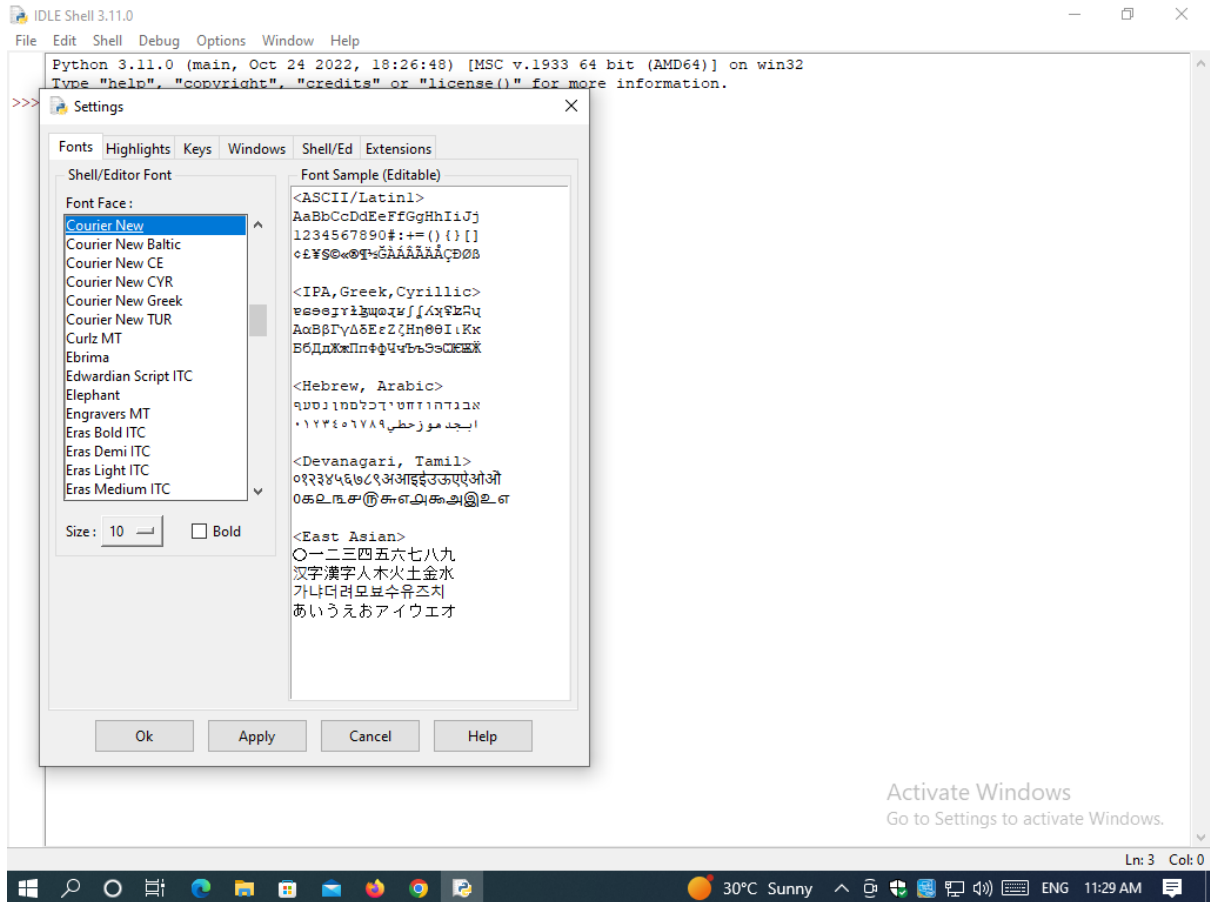 IDLE Shell 3.11.0
File Edit Shell Debug Options Window Help
Python 3.11.0 (main, Oct 24 2022, 18:26:48) [MSC v.1933 64 bit (AMD64)] on win32
Type "help", "copyright", "credits" or "license()" for more information.
>>>
Settings
Fonts Highlights Keys Windows Shell/Ed Extensions
Shell/Editor Font
Font Face :
Courier New
Courier New Baltic
Courier New CE
Courier New CYR
Courier New Greek
Courier New TUR
Curlz MT
Ebrima
Edwardian Script ITC
Elephant
Engravers MT
Eras Bold ITC
Eras Demi ITC
Eras Light ITC
Eras Medium ITC
Size : 10 Bold
Font Sample (Editable)
<ASCII/Latin1>
AaBbCcDdEeFfGgHhIiJj
1234567890#:+=(){}[]
¢£¥§©«®¶½ĞÀÁÂÃÄÅÇÐØß
<IPA,Greek,Cyrillic>
ΑαΒβΓγΔδΕεΖζΗηΘθΙιΚκ
<Hebrew, Arabic>
אבגדהוזחטיךכלםמןנסעף
ابجدهوزحطي٠١٢٣٤٥٦٧٨٩
<Devanagari, Tamil>
०१२३४५६७८९अआइईउऊएऐओऔ
௦௧௨௩௪௫௬௭௮௯அஇஉஎ
<East Asian>
〇一二三四五六七八九
汉字漢字人木火土金水
가냐더려모뵤수유즈치
あいうえおアイウエオ
Ok Apply Cancel Help
Activate Windows
Go to Settings to activate Windows.
Ln: 3 Col: 0
30°C Sunny ENG 11:29 AM